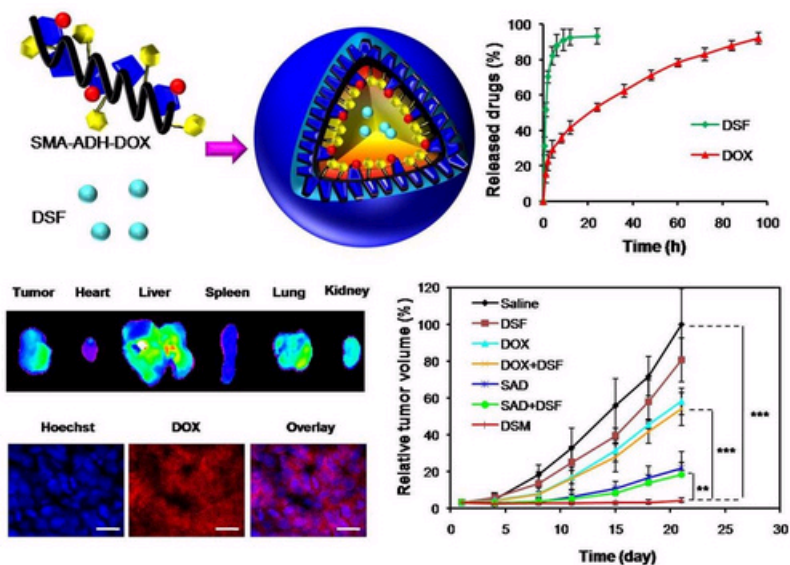 SMA-ADH-DOX
DSF
Released drugs (%)
100
80
60
40
20
0
DSF
DOX
0 20 40 60 80 100
Time (h)
Tumor Heart Liver Spleen Lung Kidney
Hoechst DOX Overlay
Relative tumor volume (%)
120
100
80
60
40
20
0
Saline
DSF
DOX
DOX+DSF
SAD
SAD+DSF
DSM
***
***
**
0 5 10 15 20 25 30
Time (day)